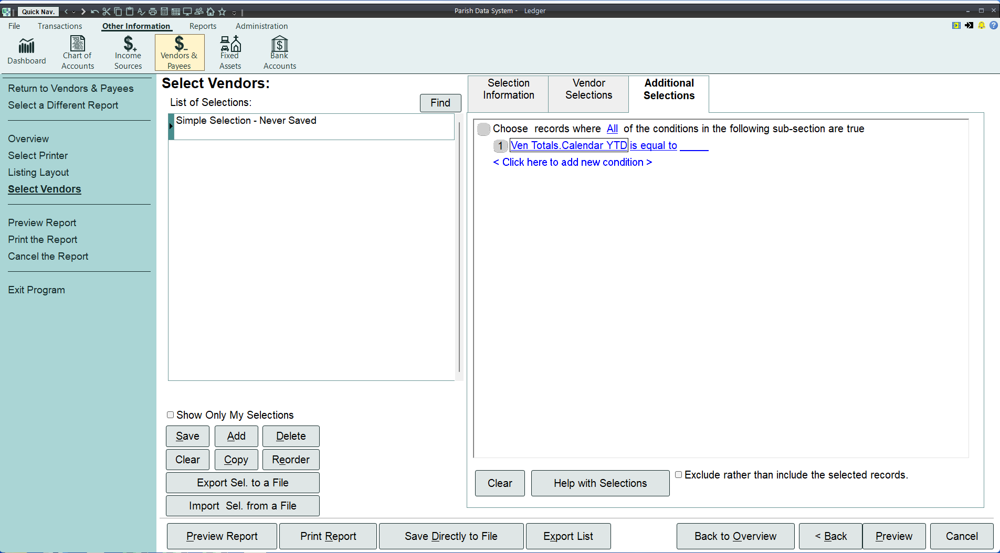 Quick Nav.
Parish Data System - Ledger
File Transactions Other Information Reports Administration
Dashboard
Chart of
Accounts
Income
Sources
Vendors &
Payees
Fixed
Assets
Bank
Accounts
Return to Vendors & Payees
Select a Different Report
Overview
Select Printer
Listing Layout
Select Vendors
Preview Report
Print the Report
Cancel the Report
Exit Program
Select Vendors:
List of Selections:
Find
Simple Selection - Never Saved
Show Only My Selections
Save Add Delete
Clear Copy Reorder
Export Sel. to a File
Import Sel. from a File
Selection
Information
Vendor
Selections
Additional
Selections
Choose records where All of the conditions in the following sub-section are true
1 Ven Totals.Calendar YTD is equal to _____
< Click here to add new condition >
Clear Help with Selections Exclude rather than include the selected records.
Preview Report Print Report Save Directly to File Export List Back to Overview < Back Preview Cancel